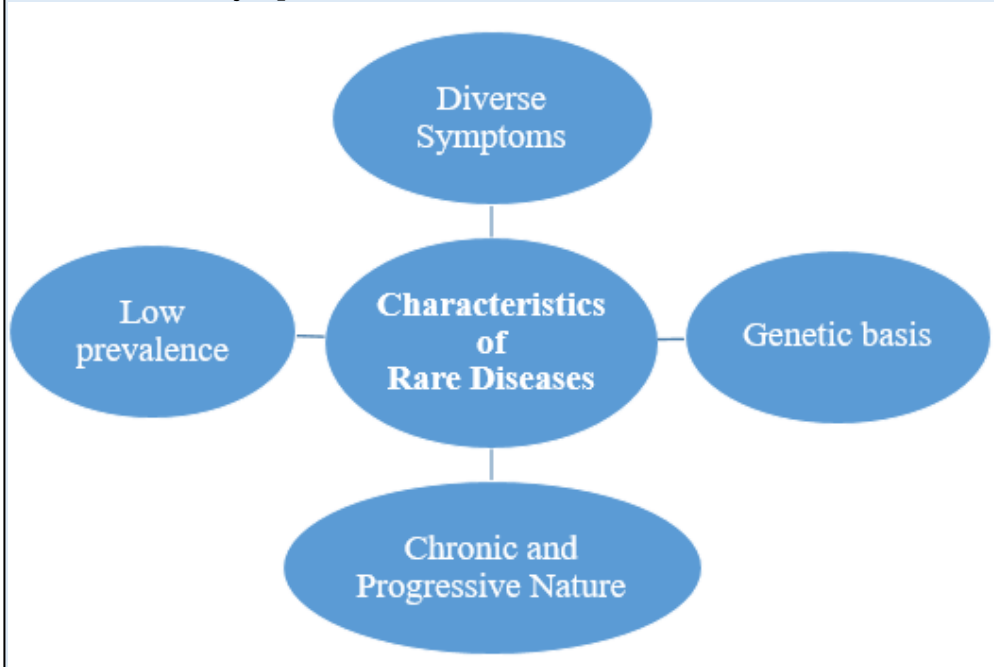 Diverse
Symptoms
Low
prevalence
Characteristics
of
Rare Diseases
Genetic basis
Chronic and
Progressive Nature